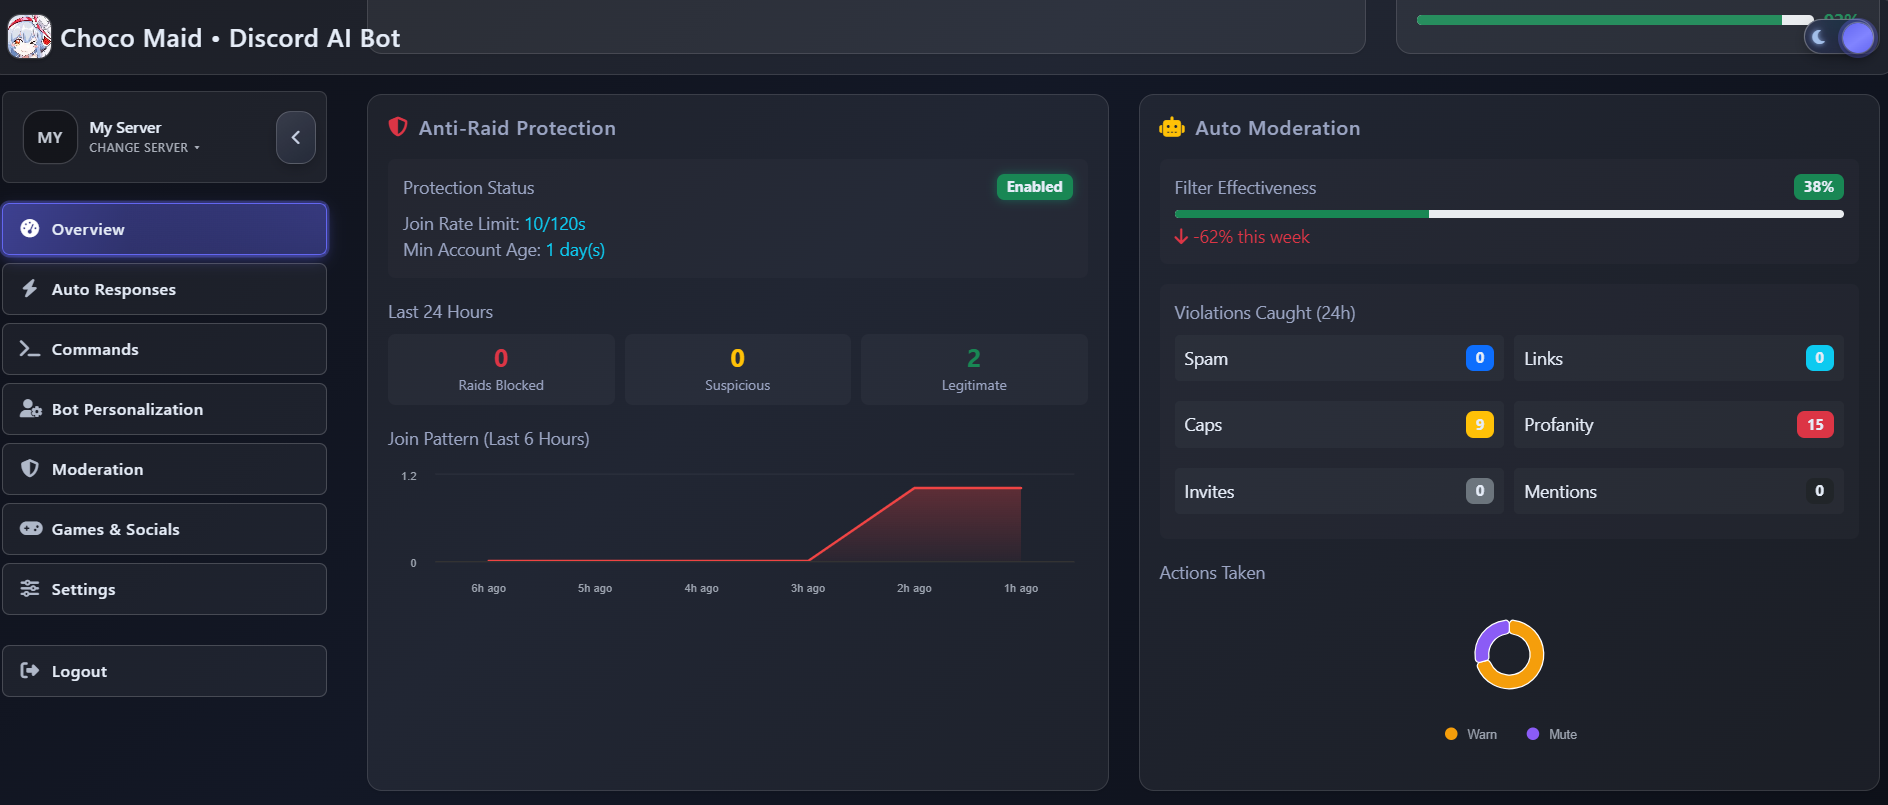 Choco Maid • Discord AI Bot
92%
MY
My Server
CHANGE SERVER
Overview
Auto Responses
Commands
Bot Personalization
Moderation
Games & Socials
Settings
Logout
Anti-Raid Protection
Protection Status
Enabled
Join Rate Limit: 10/120s
Min Account Age: 1 day(s)
Last 24 Hours
0
Raids Blocked
0
Suspicious
2
Legitimate
Join Pattern (Last 6 Hours)
1.2
0
6h ago
5h ago
4h ago
3h ago
2h ago
1h ago
Auto Moderation
Filter Effectiveness
38%
-62% this week
Violations Caught (24h)
Spam
0
Links
0
Caps
9
Profanity
15
Invites
0
Mentions
0
Actions Taken
Warn
Mute